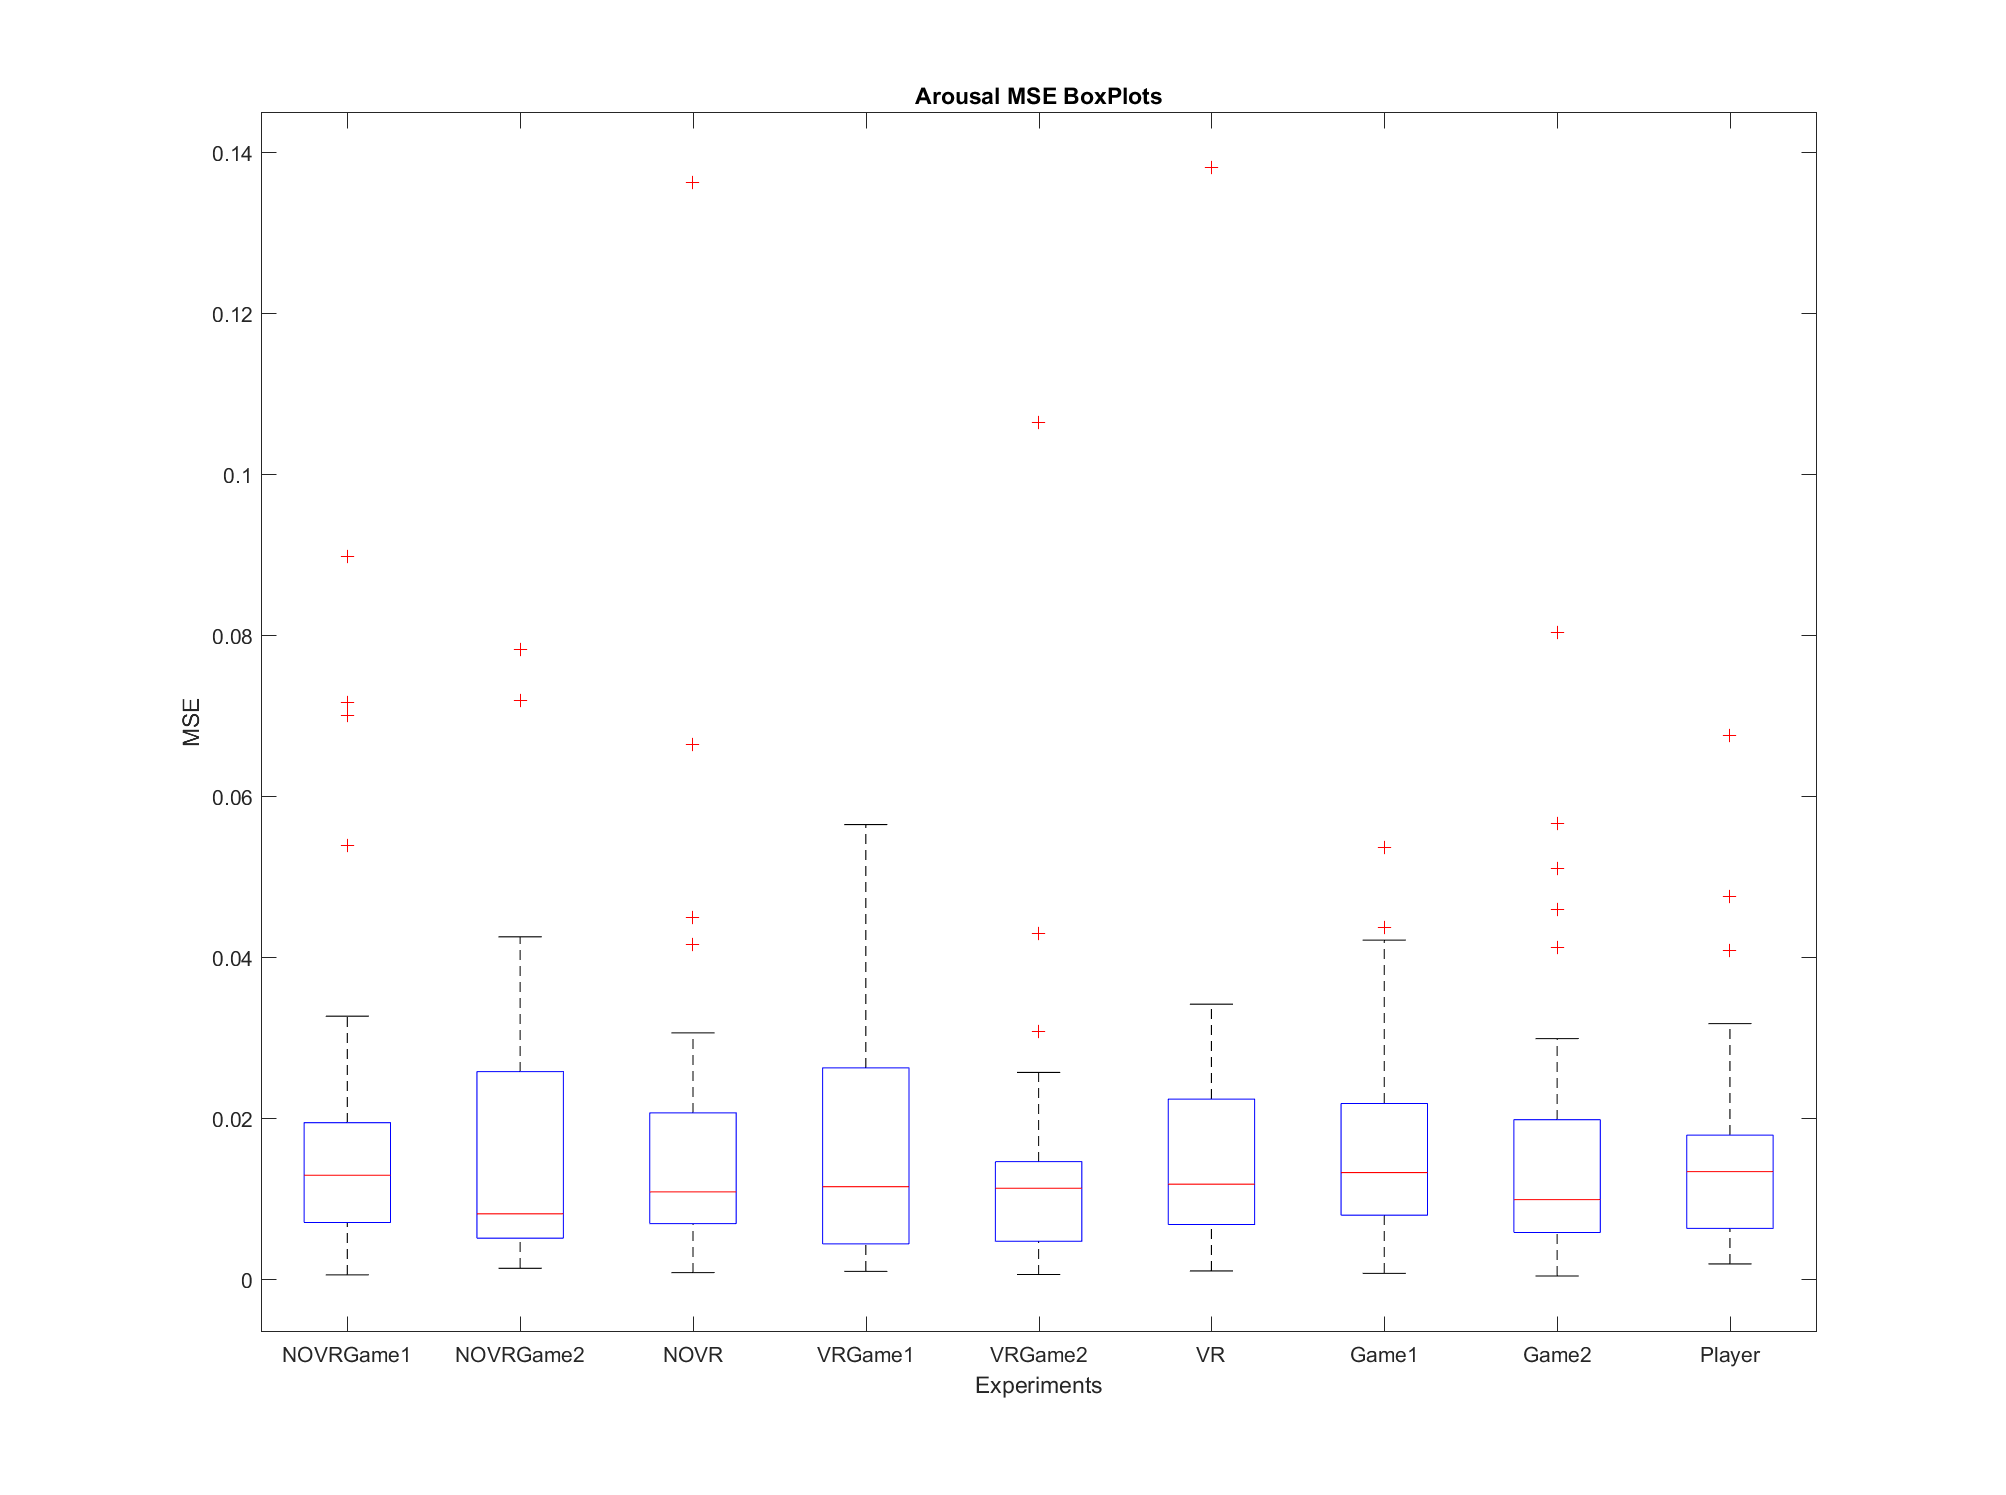 Arousal MSE BoxPlots
0.14
0.12
0.1
0.08
0.06
0.04
0.02
0
MSE
NOVRGame1 NOVRGame2 NOVR VRGame1 VRGame2 VR Game1 Game2 Player
Experiments